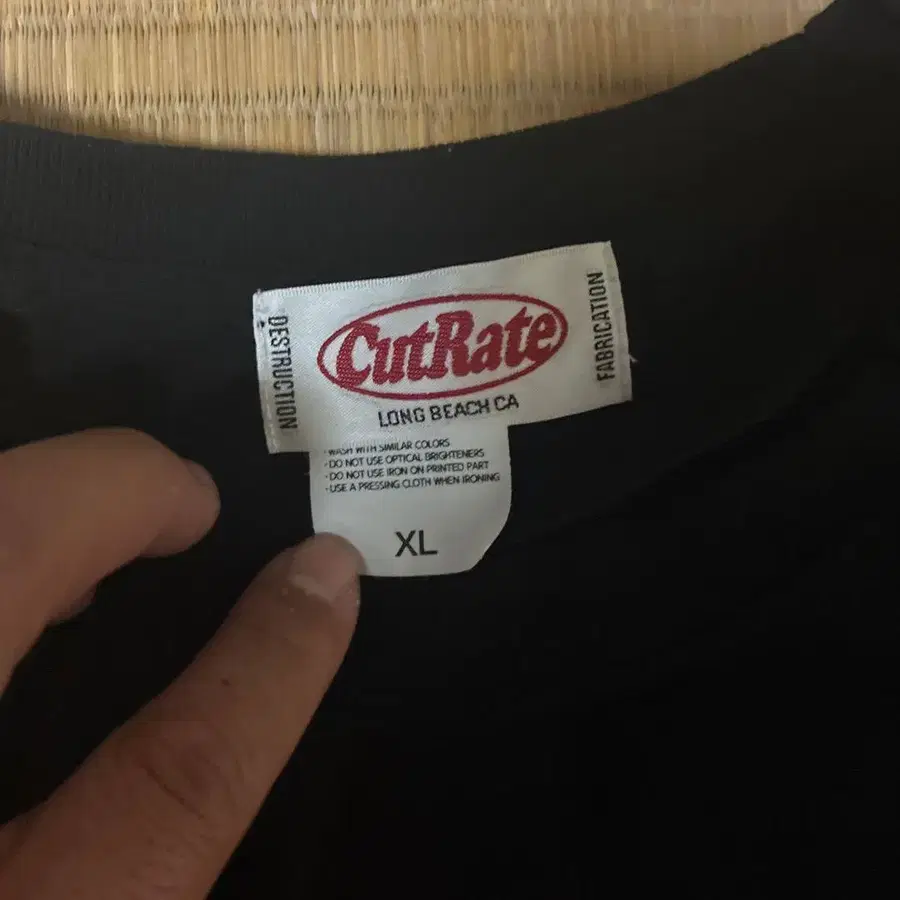 DESTRUCTION
CutRate
LONG BEACH CA
FABRICATION
· WASH WITH SIMILAR COLORS
· DO NOT USE OPTICAL BRIGHTENERS
· DO NOT USE IRON ON PRINTED PART
· USE A PRESSING CLOTH WHEN IRONING
XL